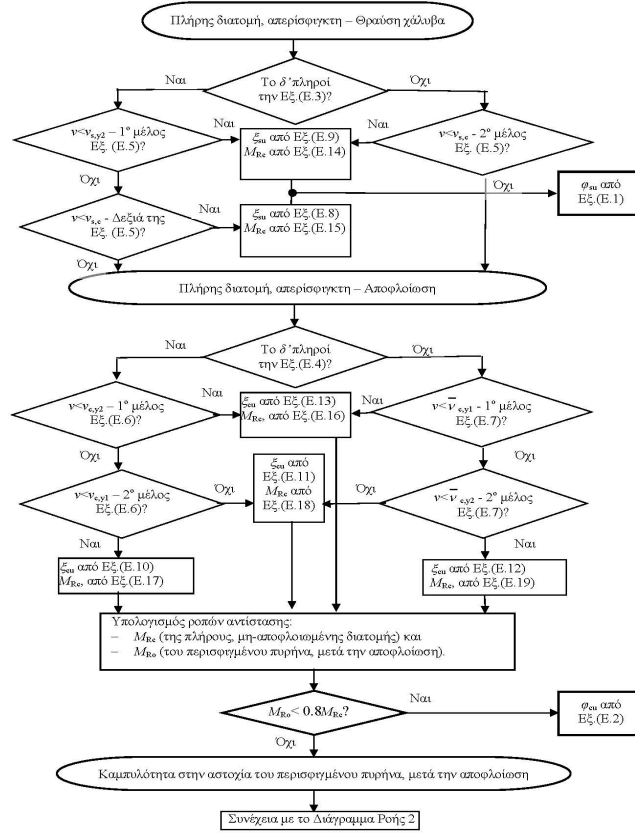 Πλήρης διατομή, απερίσφιγκτη – Θραύση χάλυβα
Ναι
Όχι
Το δ' πληροί
την Εξ.(Ε.3)?
ν<νs,y2 – 1º μέλος
Εξ. (Ε.5)?
Ναι
ξsu από Εξ.(Ε.9)
MRc από Εξ.(Ε.14)
Ναι
ν<νs,c - 2º μέλος
Εξ. (Ε.5)?
Όχι
Όχι
φsu από
Εξ.(Ε.1)
ν<νs,c - Δεξιά της
Εξ. (Ε.5)?
Ναι
ξsu από Εξ.(Ε.8)
MRc από Εξ.(Ε.15)
Όχι
Πλήρης διατομή, απερίσφιγκτη – Αποφλοίωση
Ναι
Όχι
Το δ' πληροί
την Εξ.(Ε.4)?
ν<νc,y2 – 1º μέλος
Εξ.(Ε.6)?
Ναι
ξcu από Εξ.(Ε.13)
MRc, από Εξ.(Ε.16)
Ναι
ν<ν̅c,y1 - 1º μέλος
Εξ.(Ε.7)?
Όχι
Όχι
ν<νc,y1 – 2º μέλος
Εξ.(Ε.6)?
Όχι
ξcu από
Εξ.(Ε.11)
MRc από
Εξ.(Ε.18)
Όχι
ν<ν̅c,y2 - 2º μέλος
Εξ.(Ε.7)?
Ναι
Ναι
ξcu από Εξ.(Ε.10)
MRc, από Εξ.(Ε.17)
ξcu από Εξ.(Ε.12)
MRc, από Εξ.(Ε.19)
Υπολογισμός ροπών αντίστασης:
– MRc (της πλήρους, μη-αποφλοιωμένης διατομής) και
– MRo (του περισφιγμένου πυρήνα, μετά την αποφλοίωση).
MRo< 0.8MRc?
Ναι
φcu από
Εξ.(Ε.2)
Όχι
Καμπυλότητα στην αστοχία του περισφιγμένου πυρήνα, μετά την αποφλοίωση
Συνέχεια με το Διάγραμμα Ροής 2